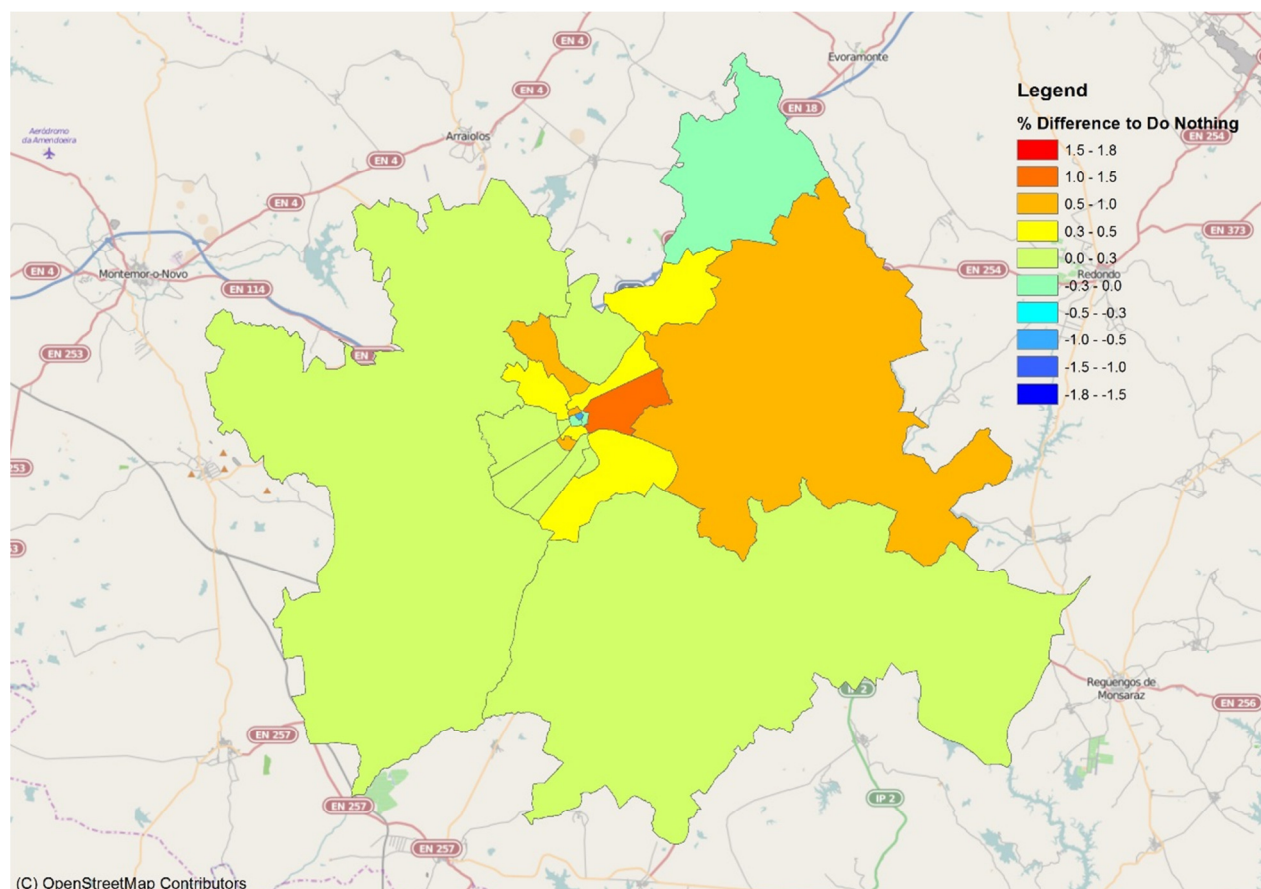 EN 4
Evoramonte
EN 4
EN 18
Legend
% Difference to Do Nothing
1.5 - 1.8
1.0 - 1.5
0.5 - 1.0
0.3 - 0.5
0.0 - 0.3
-0.3 - 0.0
-0.5 - -0.3
-1.0 - -0.5
-1.5 - -1.0
-1.8 - -1.5
Aeródromo
da Amendoeira
Arraiolos
EN 4
EN 254
EN 4
EN 373
EN 4
Montemor-o-Novo
EN 254
Redondo
EN 114
EN 253
EN
253
Reguengos de
Monsaraz
IP 2
EN 256
EN 257
EN 257
IP 2
EN 257
(C) OpenStreetMap Contributors